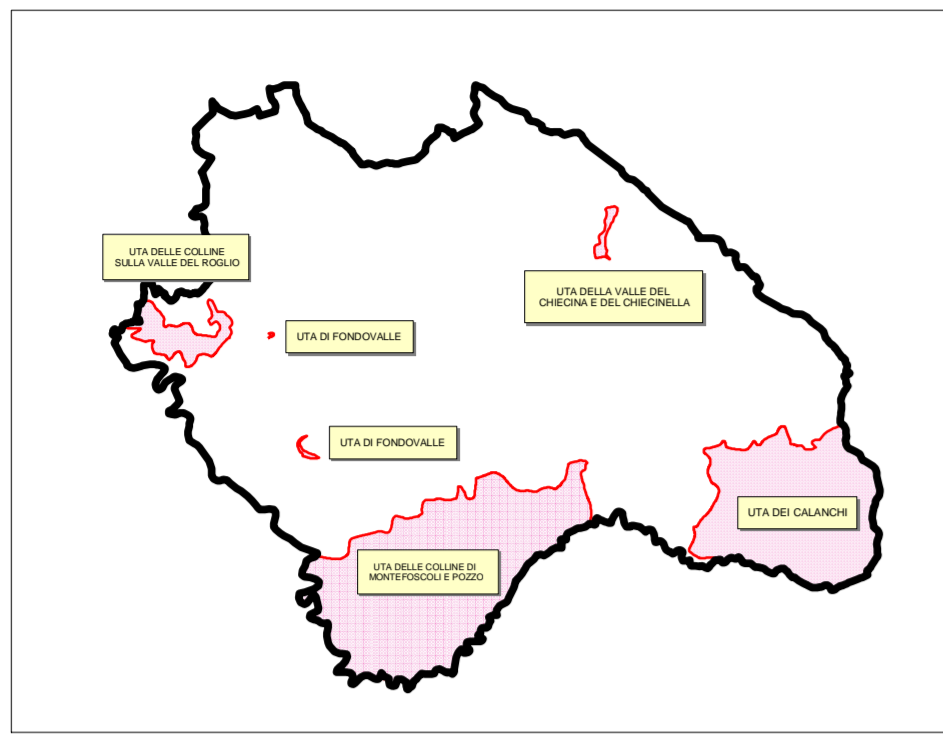 UTA DELLE COLLINE
SULLA VALLE DEL ROGLIO
UTA DELLA VALLE DEL
CHIECINA E DEL CHIECINELLA
UTA DI FONDOVALLE
UTA DI FONDOVALLE
UTA DEI CALANCHI
UTA DELLE COLLINE DI
MONTEFOSCOLI E POZZO